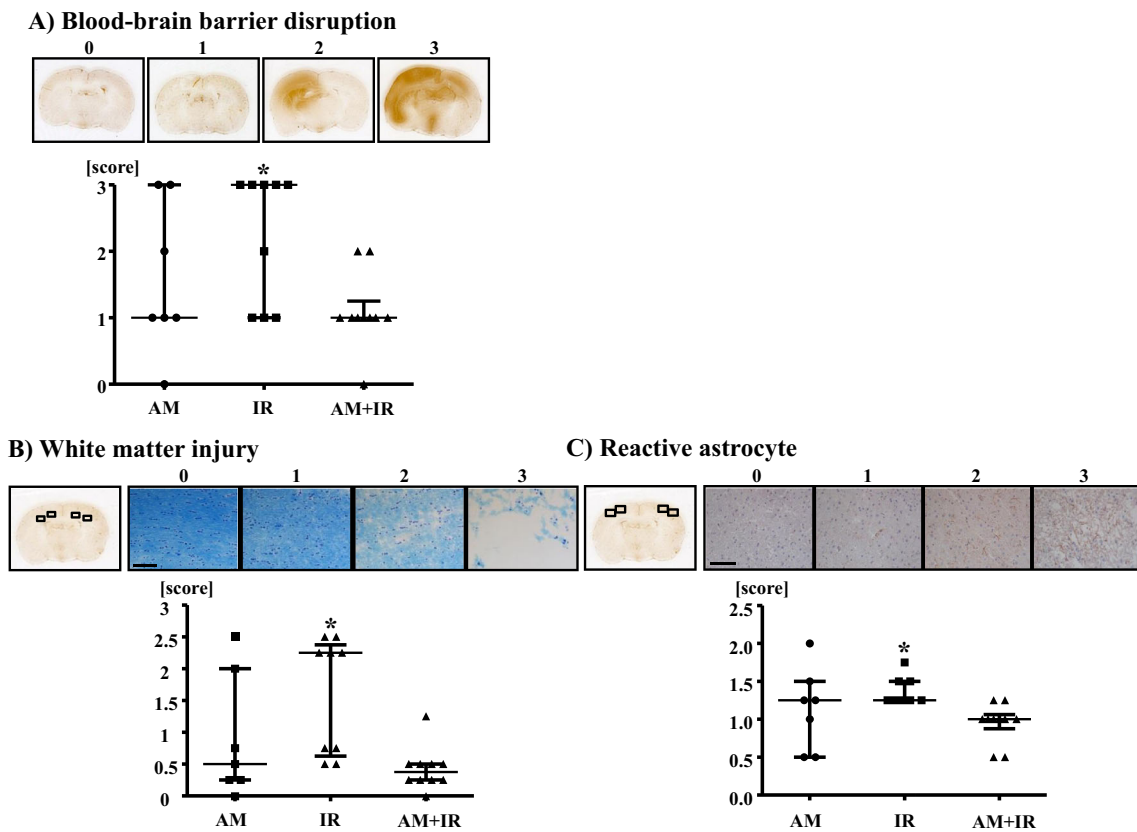 A) Blood-brain barrier disruption
0 1 2 3
[score]
*
3
2
1
0
AM IR AM+IR
B) White matter injury
0 1 2 3
[score]
*
3
2.5
2
1.5
1
0.5
0
AM IR AM+IR
C) Reactive astrocyte
0 1 2 3
[score]
*
2.5
2.0
1.5
1.0
0.5
0.0
AM IR AM+IR